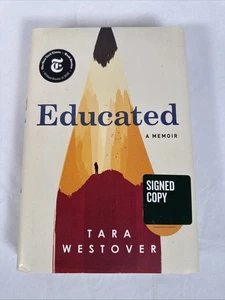 Educated
A MEMOIR
SIGNED
COPY
TARA
WESTOVER